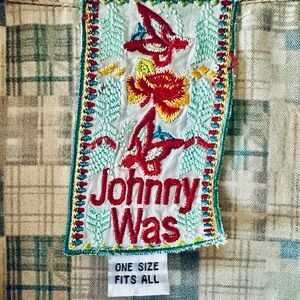 Johnny
Was
ONE SIZE
FITS ALL